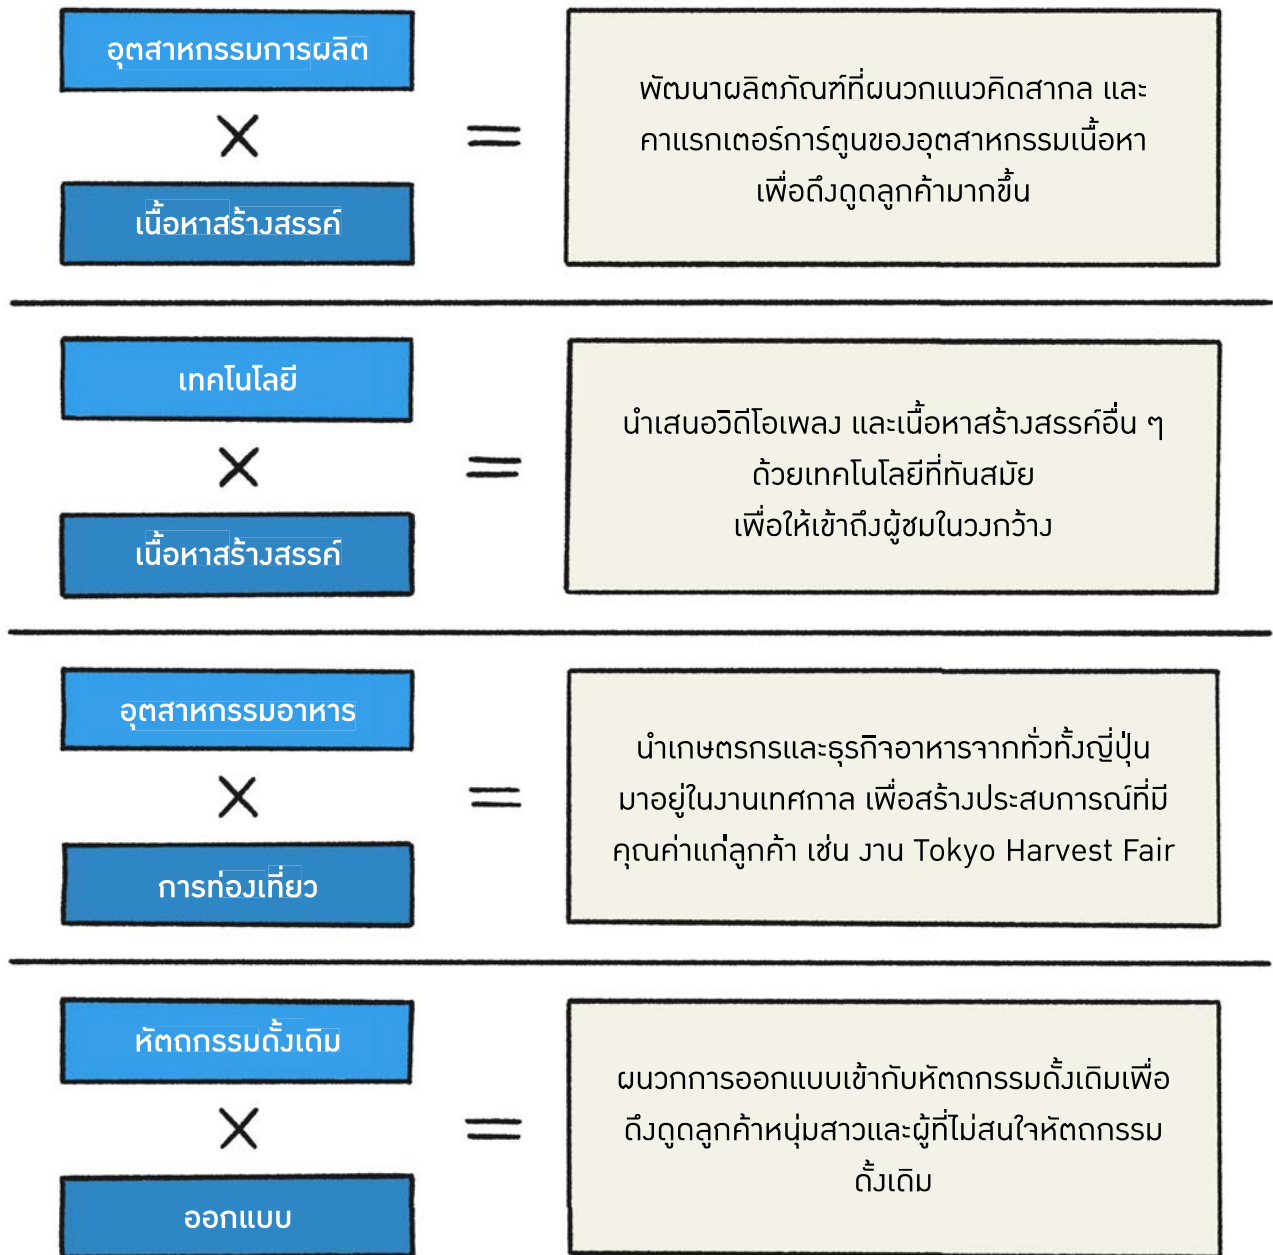 อุตสาหกรรมการผลิต
×
เนื้อหาสร้างสรรค์
=
พัฒนาผลิตภัณฑ์ที่ผนวกแนวคิดสากล และ
คาแรกเตอร์การ์ตูนของอุตสาหกรรมเนื้อหา
เพื่อดึงดูดลูกค้ามากขึ้น
เทคโนโลยี
×
เนื้อหาสร้างสรรค์
=
นำเสนอวิดีโอเพลง และเนื้อหาสร้างสรรค์อื่น ๆ
ด้วยเทคโนโลยีที่ทันสมัย
เพื่อให้เข้าถึงผู้ชมในวงกว้าง
อุตสาหกรรมอาหาร
×
การท่องเที่ยว
=
นำเกษตรกรและธุรกิจอาหารจากทั่วทั้งญี่ปุ่น
มาอยู่ในงานเทศกาล เพื่อสร้างประสบการณ์ที่มี
คุณค่าแก่ลูกค้า เช่น งาน Tokyo Harvest Fair
หัตถกรรมดั้งเดิม
×
ออกแบบ
=
ผนวกการออกแบบเข้ากับหัตถกรรมดั้งเดิมเพื่อ
ดึงดูดลูกค้าหนุ่มสาวและผู้ที่ไม่สนใจหัตถกรรม
ดั้งเดิม